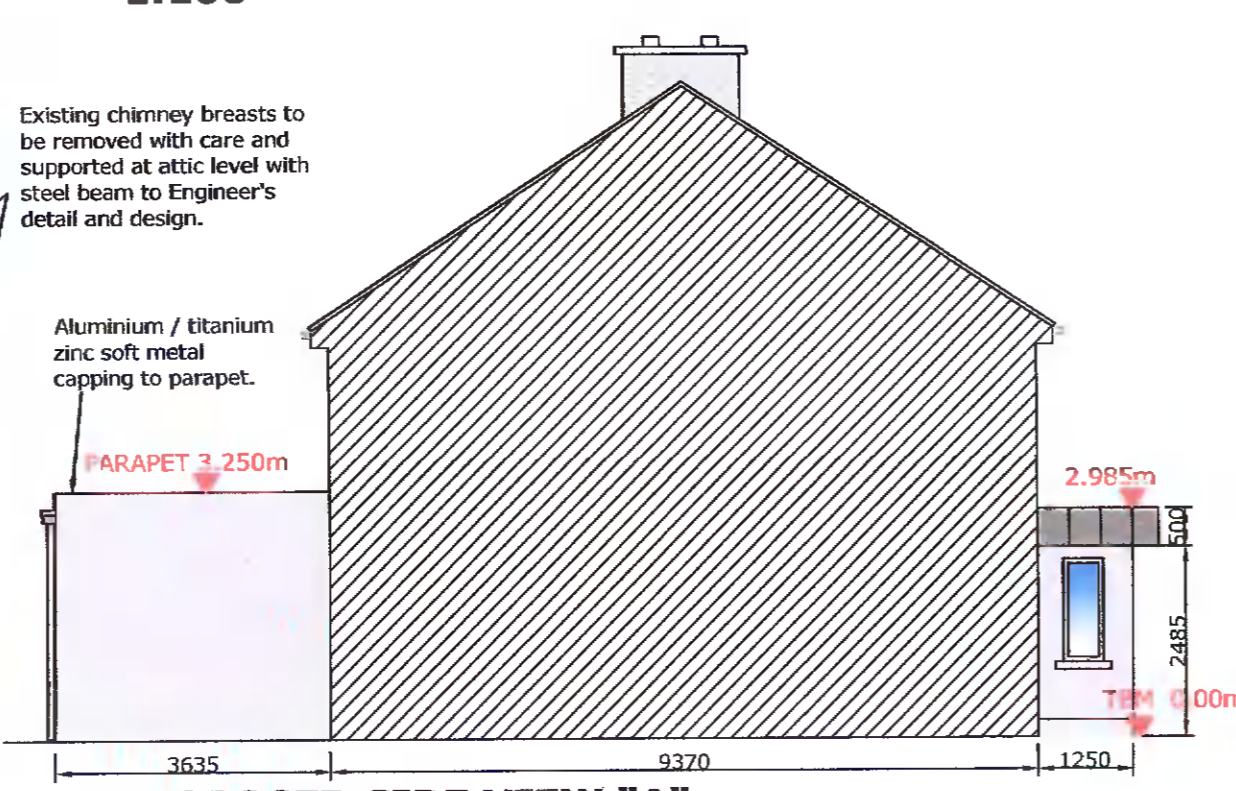 Existing chimney breasts to
be removed with care and
supported at attic level with
steel beam to Engineer's
detail and design.
Aluminium / titanium
zinc soft metal
capping to parapet.
PARAPET 3.250m
2.985m
500
2485
TBM 0.00m
3635
9370
1250